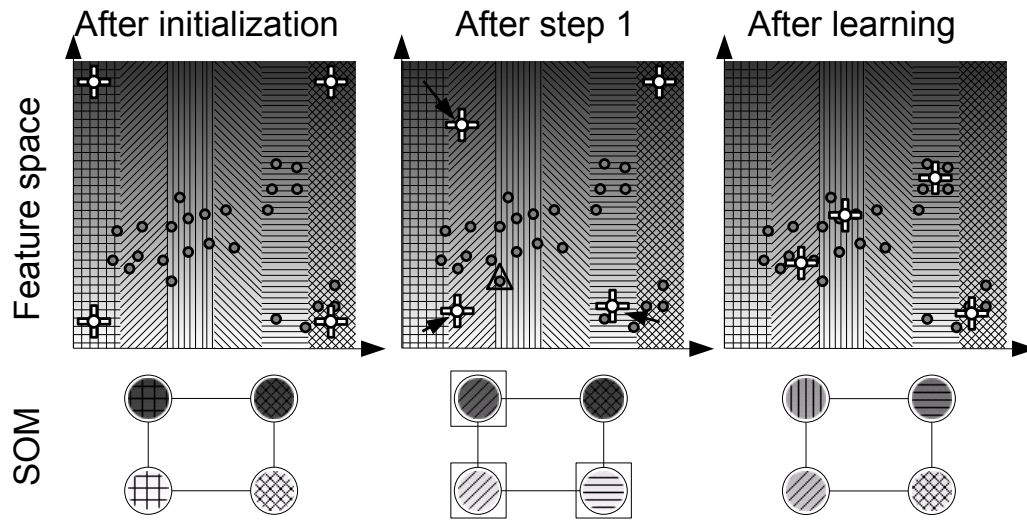 After initialization
After step 1
After learning
Feature space
SOM